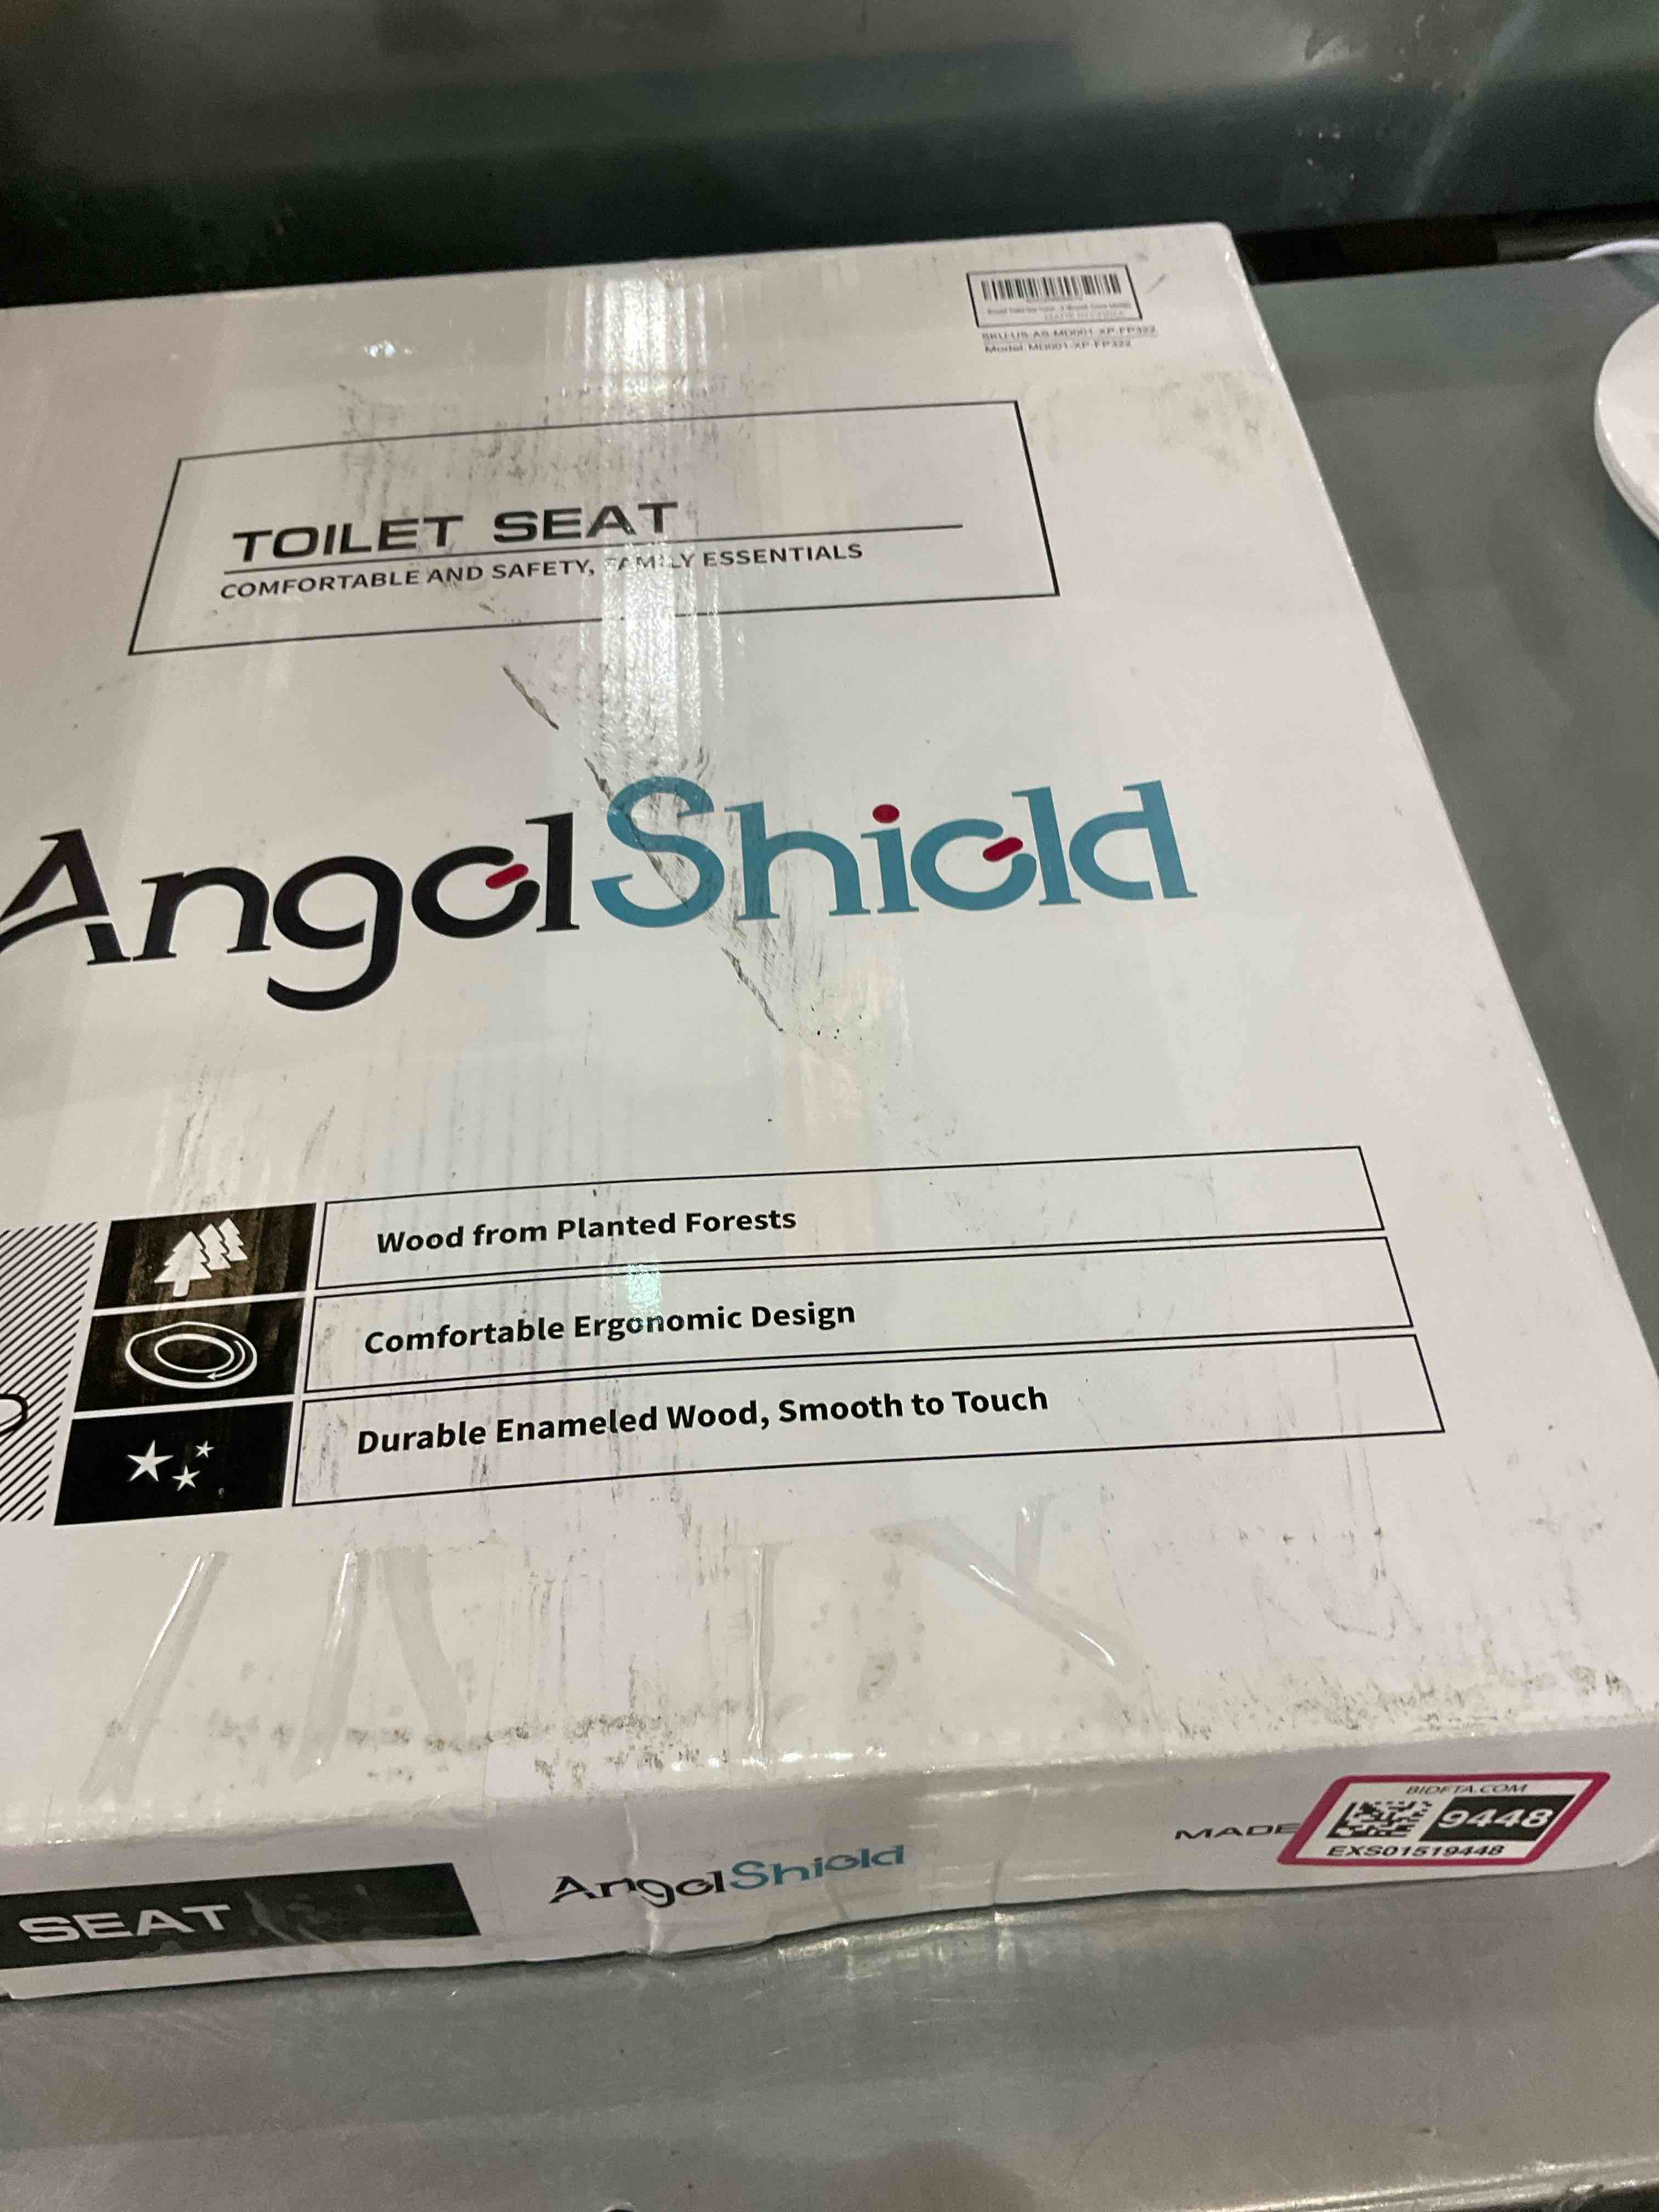 SKU:US-AS-MD001-XP-FP322
Model: MD001-XP-FP322
TOILET SEAT
COMFORTABLE AND SAFETY, FAMILY ESSENTIALS
AngelShield
Wood from Planted Forests
Comfortable Ergonomic Design
Durable Enameled Wood, Smooth to Touch
SEAT
AngelShield
MADE
BIDFTA.COM
9448
EXS01519448